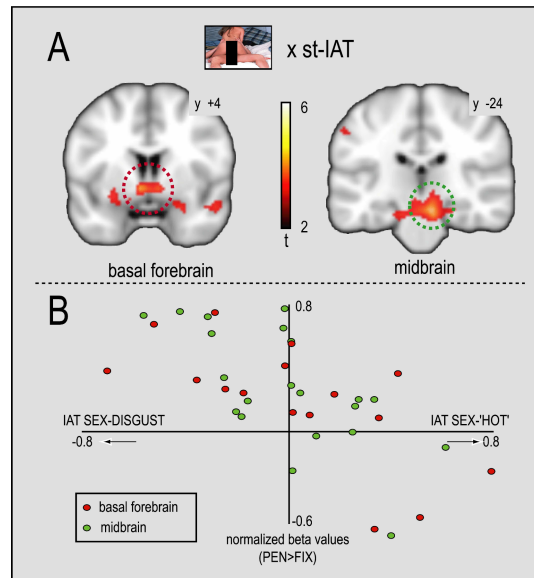 A
x st-IAT
y +4
6
2
t
y -24
basal forebrain
midbrain
B
0.8
IAT SEX-DISGUST
-0.8
IAT SEX-'HOT'
0.8
basal forebrain
midbrain
-0.6
normalized beta values
(PEN>FIX)